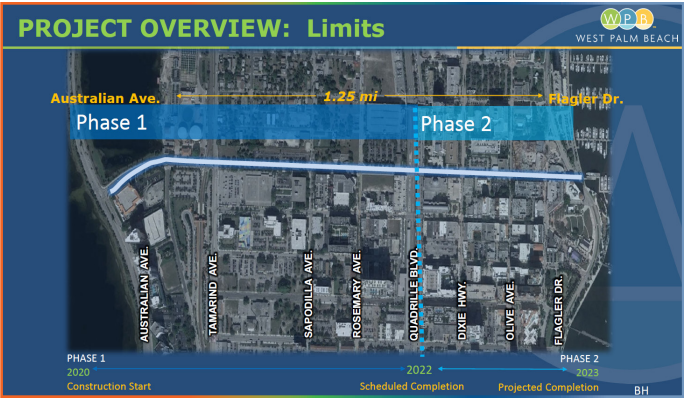 PROJECT OVERVIEW: Limits
WPB
WEST PALM BEACH
Australian Ave.
1.25 mi
Flagler Dr.
Phase 1
Phase 2
AUSTRALIAN AVE.
TAMARIND AVE.
SAPODILLA AVE.
ROSEMARY AVE.
QUADRILLE BLVD.
DIXIE HWY.
OLIVE AVE.
FLAGLER DR.
PHASE 1
PHASE 2
2020
2022
2023
Construction Start
Scheduled Completion
Projected Completion
BH